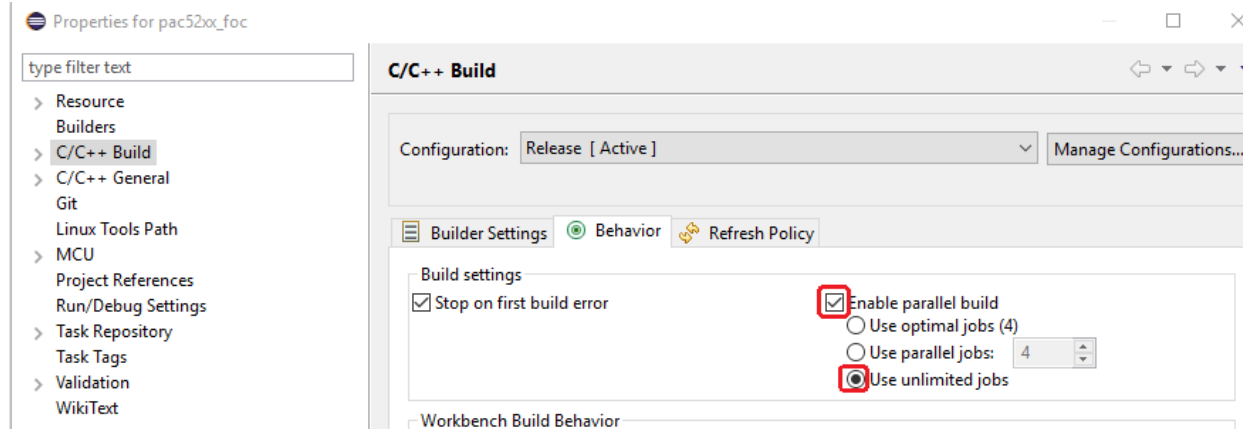 Properties for pac52xx_foc
type filter text
Resource
Builders
C/C++ Build
C/C++ General
Git
Linux Tools Path
MCU
Project References
Run/Debug Settings
Task Repository
Task Tags
Validation
WikiText
C/C++ Build
Configuration: Release [ Active ] Manage Configurations...
Builder Settings Behavior Refresh Policy
Build settings
Stop on first build error Enable parallel build
Use optimal jobs (4)
Use parallel jobs: 4
Use unlimited jobs
Workbench Build Behavior